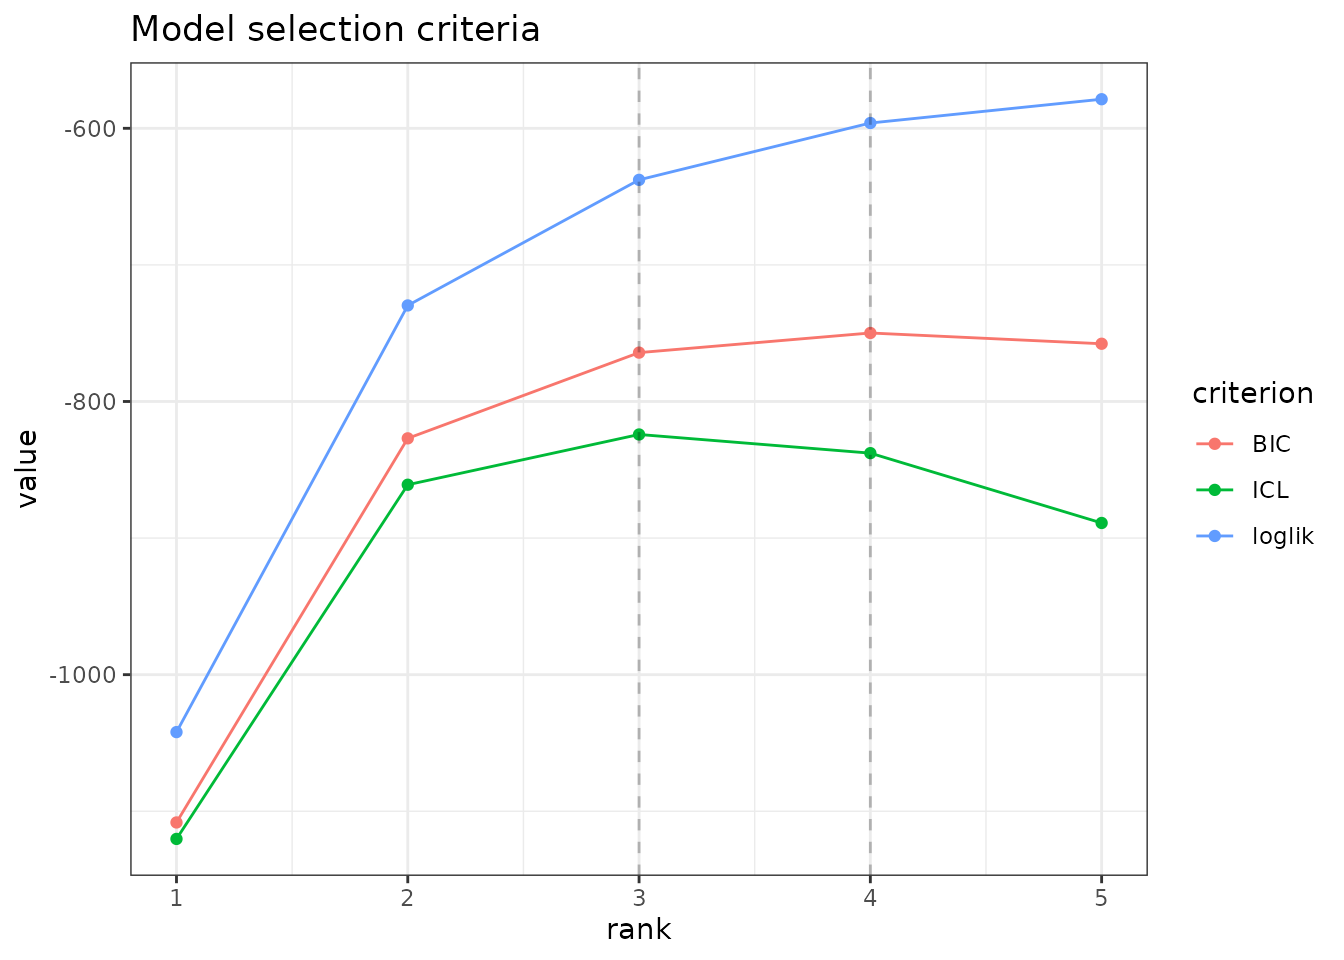 Model selection criteria
-600
-800
-1000
value
1 2 3 4 5
rank
criterion
BIC
ICL
loglik